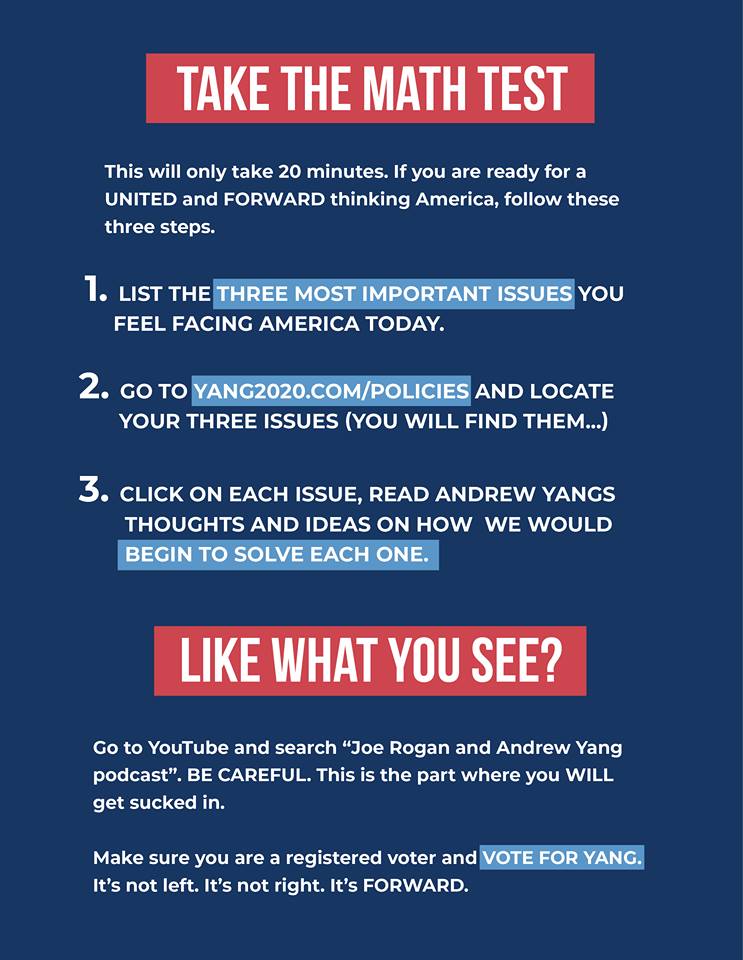 TAKE THE MATH TEST
This will only take 20 minutes. If you are ready for a
UNITED and FORWARD thinking America, follow these
three steps.
1. LIST THE THREE MOST IMPORTANT ISSUES YOU
FEEL FACING AMERICA TODAY.
2. GO TO YANG2020.COM/POLICIES AND LOCATE
YOUR THREE ISSUES (YOU WILL FIND THEM...)
3. CLICK ON EACH ISSUE, READ ANDREW YANGS
THOUGHTS AND IDEAS ON HOW WE WOULD
BEGIN TO SOLVE EACH ONE.
LIKE WHAT YOU SEE?
Go to YouTube and search “Joe Rogan and Andrew Yang
podcast”. BE CAREFUL. This is the part where you WILL
get sucked in.
Make sure you are a registered voter and VOTE FOR YANG.
It’s not left. It’s not right. It’s FORWARD.